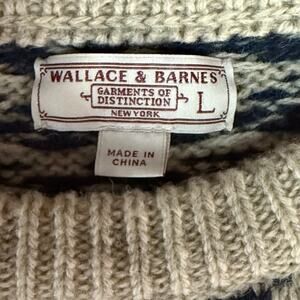 WALLACE & BARNES
GARMENTS OF
DISTINCTION
NEW YORK
L
MADE IN
CHINA